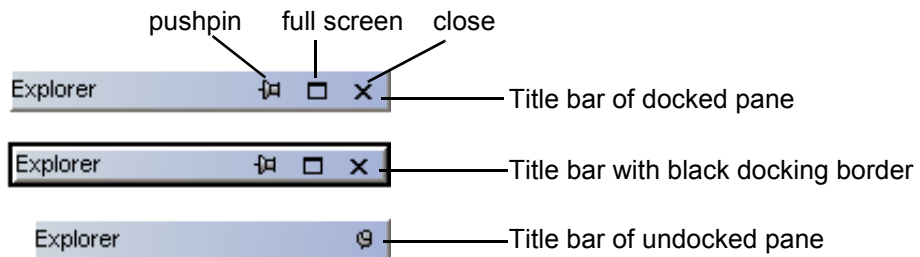 pushpin full screen close
Explorer
Title bar of docked pane
Explorer
Title bar with black docking border
Explorer
Title bar of undocked pane